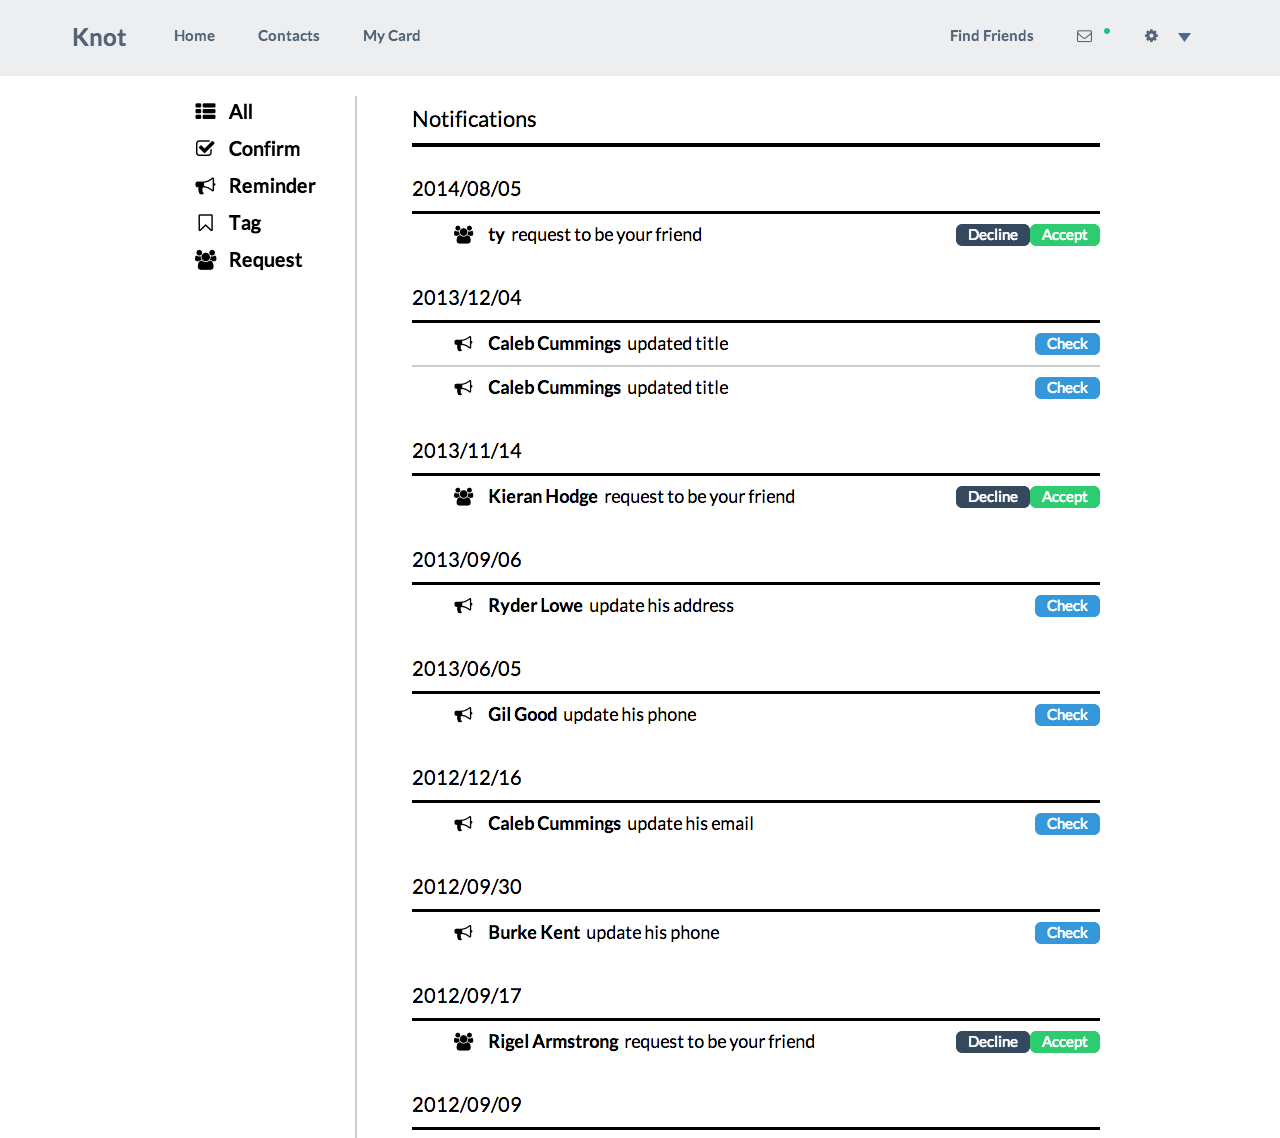 Knot Home Contacts My Card Find Friends
All
Confirm
Reminder
Tag
Request
Notifications
2014/08/05
ty request to be your friend Decline Accept
2013/12/04
Caleb Cummings updated title Check
Caleb Cummings updated title Check
2013/11/14
Kieran Hodge request to be your friend Decline Accept
2013/09/06
Ryder Lowe update his address Check
2013/06/05
Gil Good update his phone Check
2012/12/16
Caleb Cummings update his email Check
2012/09/30
Burke Kent update his phone Check
2012/09/17
Rigel Armstrong request to be your friend Decline Accept
2012/09/09